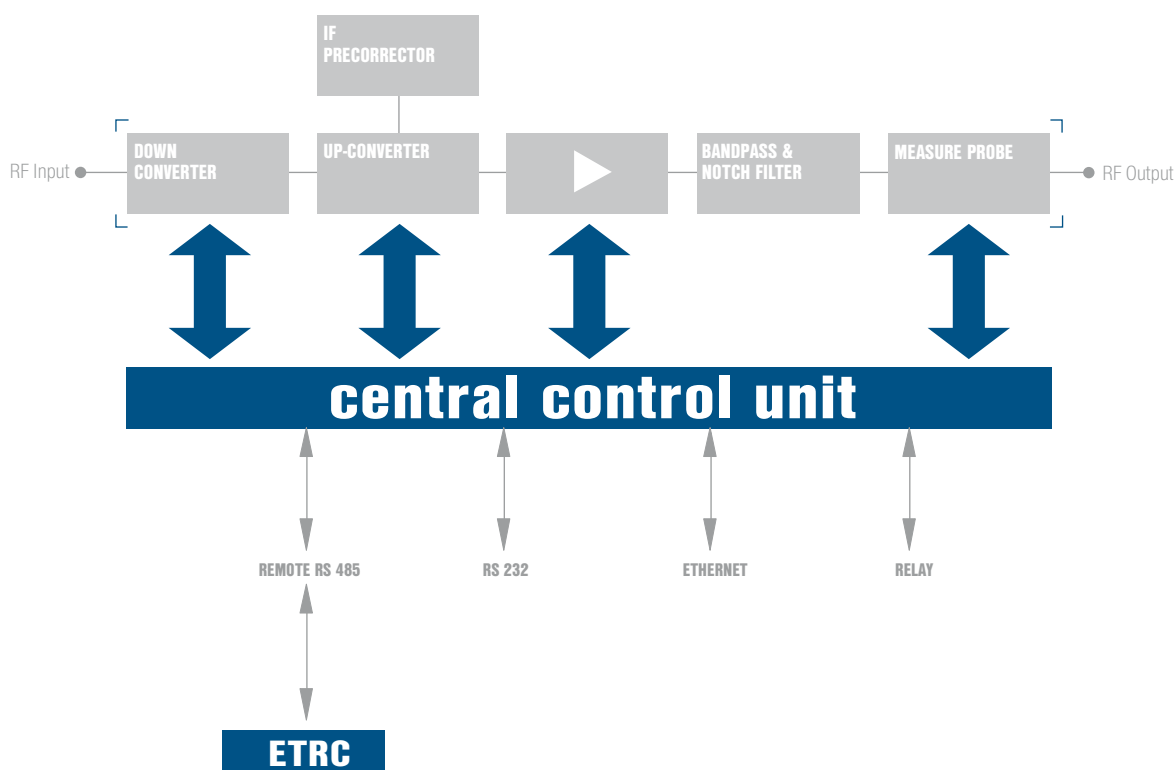 IF
PRECORRECTOR
RF Input
DOWN
CONVERTER
UP-CONVERTER
BANDPASS &
NOTCH FILTER
MEASURE PROBE
RF Output
central control unit
REMOTE RS 485
RS 232
ETHERNET
RELAY
ETRC